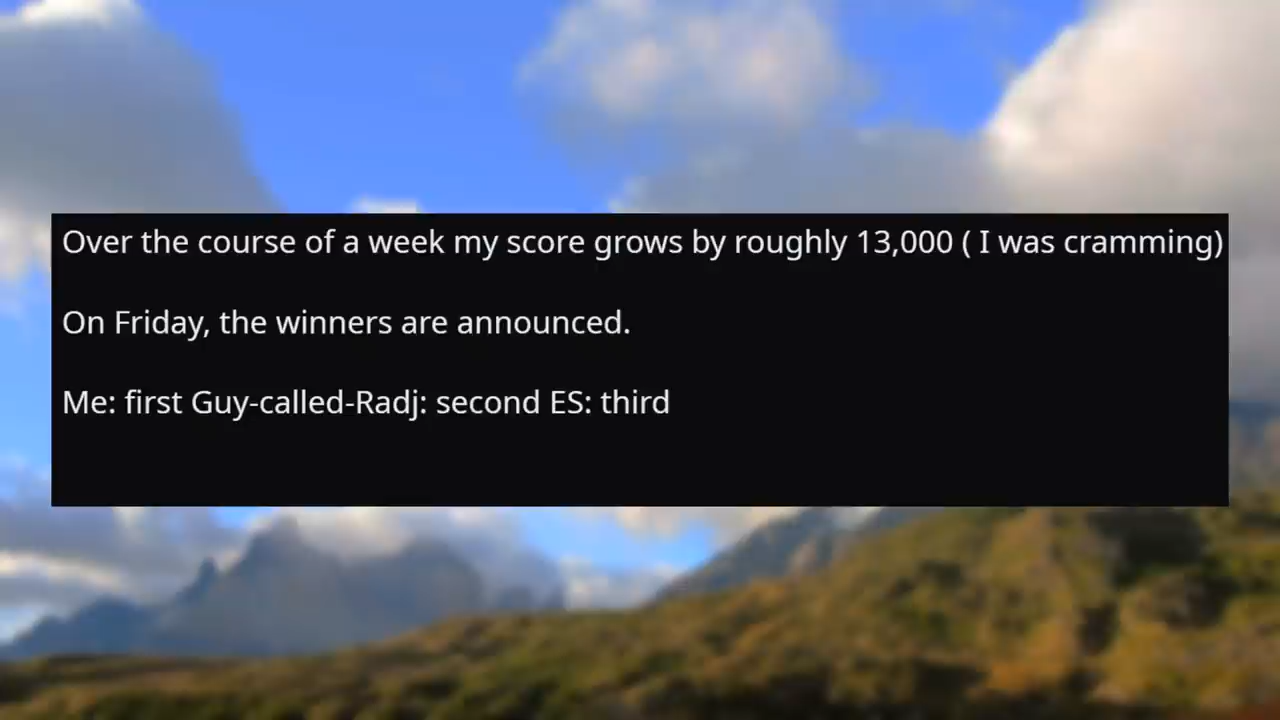 Over the course of a week my score grows by roughly 13,000 ( I was cramming)
On Friday, the winners are announced.
Me: first Guy-called-Radj: second ES: third